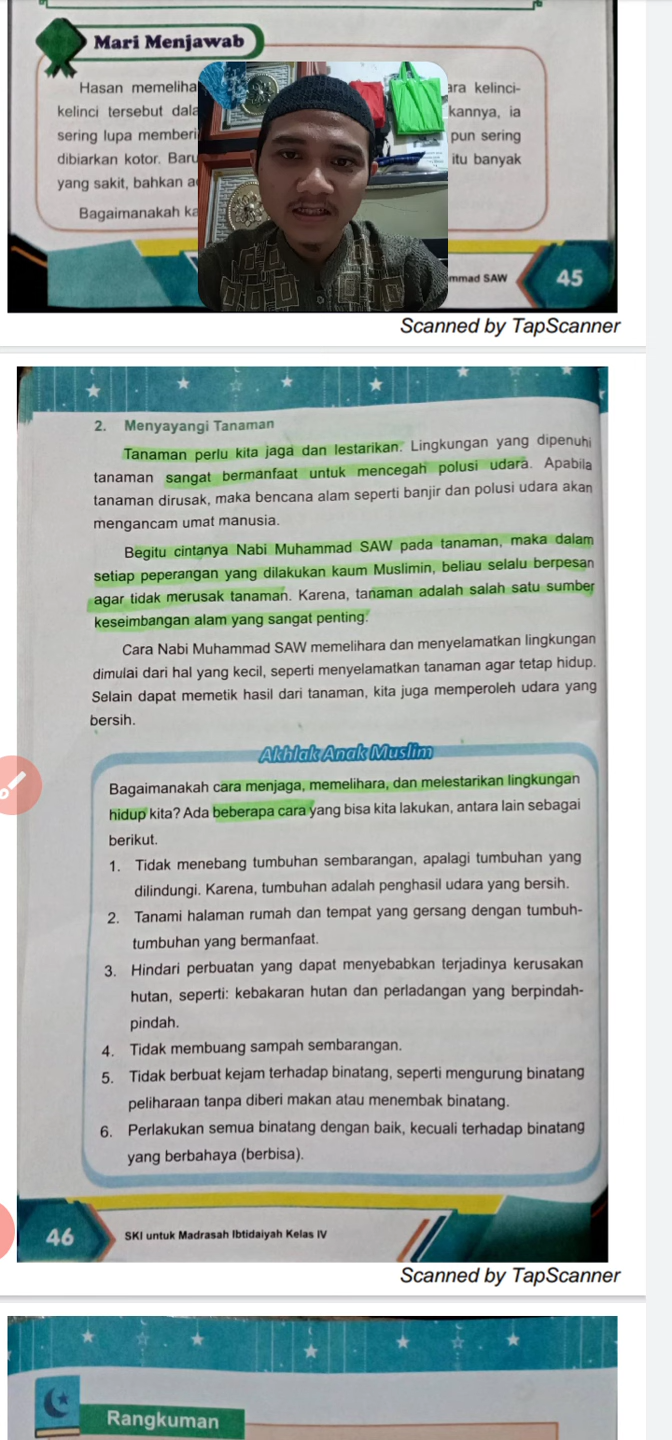 Mari Menjawab
Hasan memeliha ara kelinci-
kelinci tersebut dala kannya, ia
sering lupa memberi pun sering
dibiarkan kotor. Baru itu banyak
yang sakit, bahkan a
Bagaimanakah ka
mmad SAW 45
Scanned by TapScanner
2. Menyayangi Tanaman
Tanaman perlu kita jaga dan lestarikan. Lingkungan yang dipenuhi
tanaman sangat bermanfaat untuk mencegah polusi udara. Apabila
tanaman dirusak, maka bencana alam seperti banjir dan polusi udara akan
mengancam umat manusia.
Begitu cintanya Nabi Muhammad SAW pada tanaman, maka dalam
setiap peperangan yang dilakukan kaum Muslimin, beliau selalu berpesan
agar tidak merusak tanaman. Karena, tanaman adalah salah satu sumber
keseimbangan alam yang sangat penting.
Cara Nabi Muhammad SAW memelihara dan menyelamatkan lingkungan
dimulai dari hal yang kecil, seperti menyelamatkan tanaman agar tetap hidup.
Selain dapat memetik hasil dari tanaman, kita juga memperoleh udara yang
bersih.
Akhlak Anak Muslim
Bagaimanakah cara menjaga, memelihara, dan melestarikan lingkungan
hidup kita? Ada beberapa cara yang bisa kita lakukan, antara lain sebagai
berikut.
1. Tidak menebang tumbuhan sembarangan, apalagi tumbuhan yang
dilindungi. Karena, tumbuhan adalah penghasil udara yang bersih.
2. Tanami halaman rumah dan tempat yang gersang dengan tumbuh-
tumbuhan yang bermanfaat.
3. Hindari perbuatan yang dapat menyebabkan terjadinya kerusakan
hutan, seperti: kebakaran hutan dan perladangan yang berpindah-
pindah.
4. Tidak membuang sampah sembarangan.
5. Tidak berbuat kejam terhadap binatang, seperti mengurung binatang
peliharaan tanpa diberi makan atau menembak binatang.
6. Perlakukan semua binatang dengan baik, kecuali terhadap binatang
yang berbahaya (berbisa).
46 SKI untuk Madrasah Ibtidaiyah Kelas IV
Scanned by TapScanner
Rangkuman